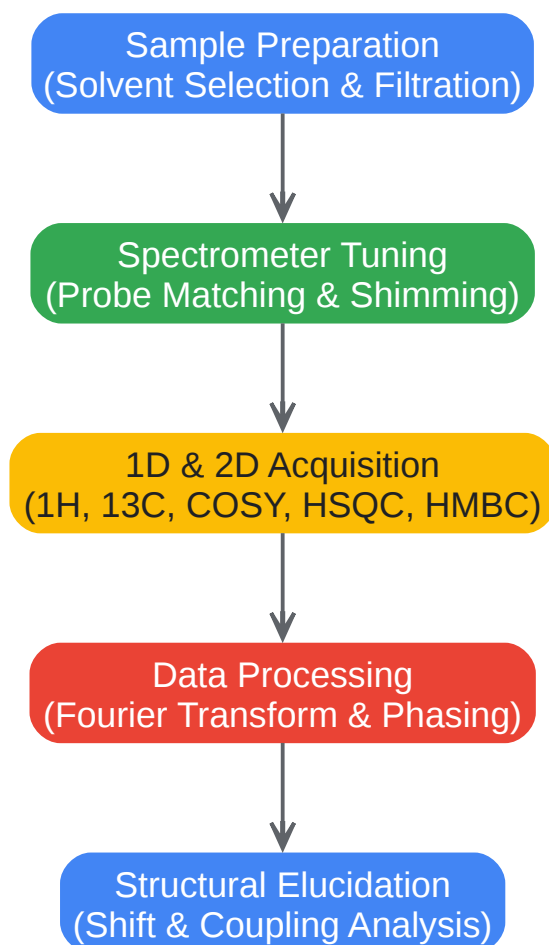 Sample Preparation
(Solvent Selection & Filtration)
Spectrometer Tuning
(Probe Matching & Shimming)
1D & 2D Acquisition
(1H, 13C, COSY, HSQC, HMBC)
Data Processing
(Fourier Transform & Phasing)
Structural Elucidation
(Shift & Coupling Analysis)